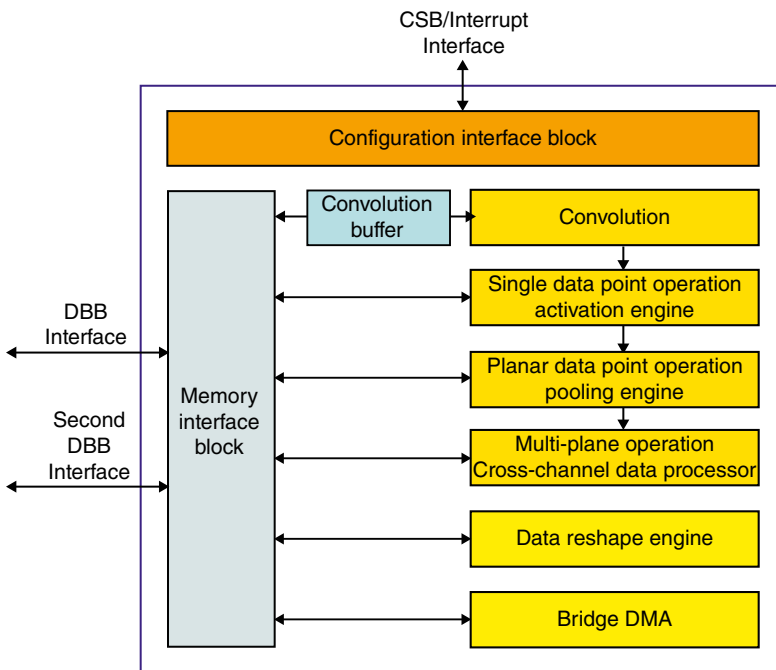 CSB/Interrupt
Interface
Configuration interface block
Convolution
buffer
Convolution
Single data point operation
activation engine
DBB
Interface
Planar data point operation
pooling engine
Memory
interface
block
Second
DBB
Interface
Multi-plane operation
Cross-channel data processor
Data reshape engine
Bridge DMA